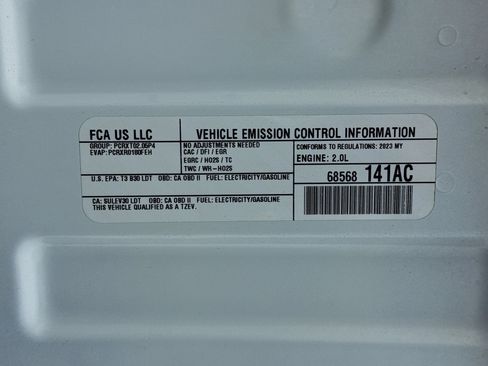 FCA US LLC
GROUP: PCRXT02.05P4
EVAP: PCRXR0180FEH
VEHICLE EMISSION CONTROL INFORMATION
NO ADJUSTMENTS NEEDED
CAC / DFI / EGR
EGRC / HO2S / TC
TWC / WR-HO2S
CONFORMS TO REGULATIONS: 2023 MY
ENGINE: 2.0L
68568 141AC
U.S. EPA: T3 B30 LDT OBD: CA OBD II FUEL: ELECTRICITY/GASOLINE
CA: SULEV30 LDT OBD: CA OBD II FUEL: ELECTRICITY/GASOLINE
THIS VEHICLE QUALIFIED AS A TZEV.